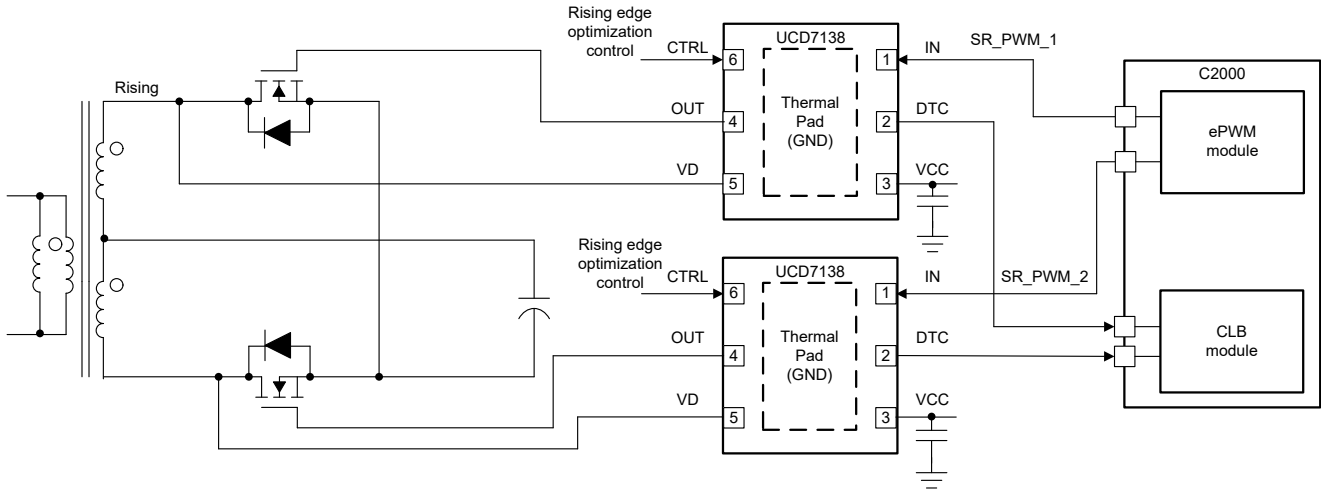 Rising edge
optimization
control
CTRL
UCD7138
6
1
IN
SR_PWM_1
C2000
Rising
OUT
4
Thermal
Pad
(GND)
2
DTC
ePWM
module
VD
5
3
VCC
Rising edge
optimization
control
CTRL
UCD7138
6
1
IN
SR_PWM_2
OUT
4
Thermal
Pad
(GND)
2
DTC
CLB
module
VD
5
3
VCC